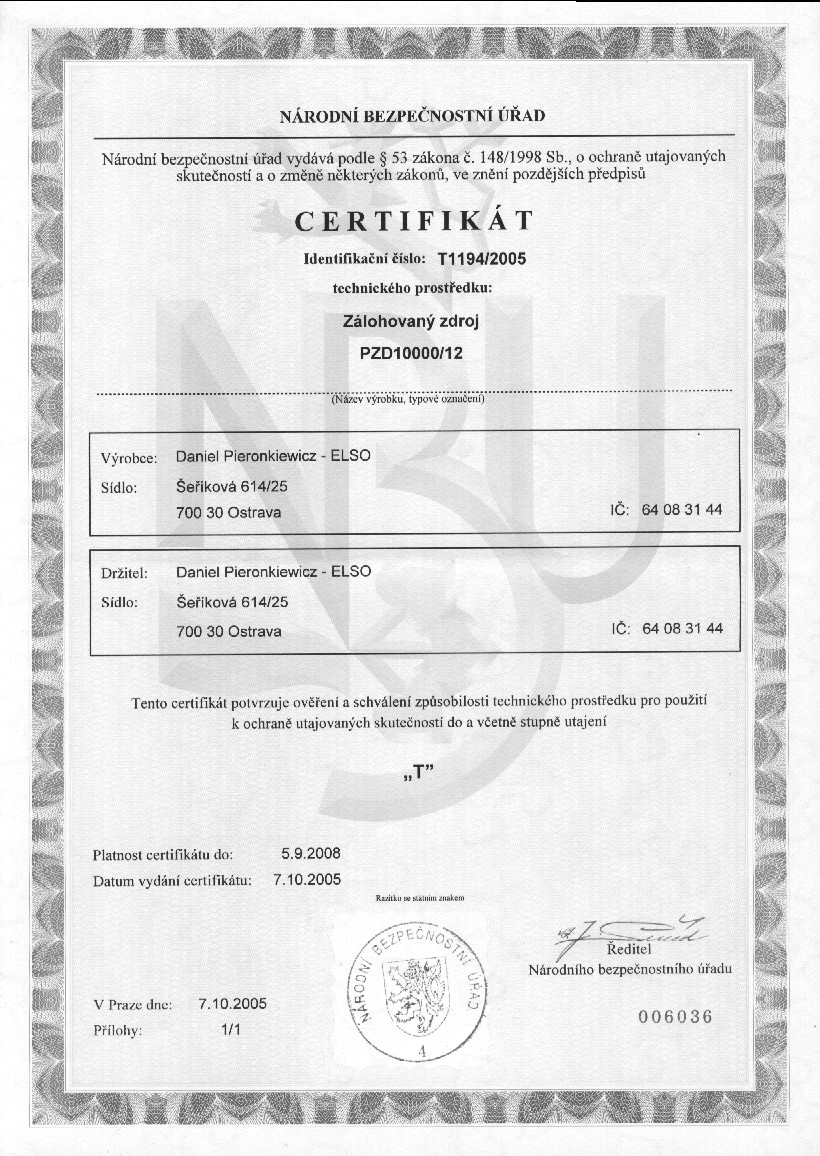 NÁRODNÍ BEZPEČNOSTNÍ ÚŘAD
Národní bezpečnostní úřad vydává podle § 53 zákona č. 148/1998 Sb., o ochraně utajovaných
skutečností a o změně některých zákonů, ve znění pozdějších předpisů
CERTIFIKÁT
Identifikační číslo: T1194/2005
technického prostředku:
Zálohovaný zdroj
PZD10000/12
(Název výrobku, typové označení)
Výrobce: Daniel Pieronkiewicz - ELSO
Sídlo: Šeříková 614/25
700 30 Ostrava IČ: 64 08 31 44
Držitel: Daniel Pieronkiewicz - ELSO
Sídlo: Šeříková 614/25
700 30 Ostrava IČ: 64 08 31 44
Tento certifikát potvrzuje ověření a schválení způsobilosti technického prostředku pro použití
k ochraně utajovaných skutečností do a včetně stupně utajení
„T”
Platnost certifikátu do: 5.9.2008
Datum vydání certifikátu: 7.10.2005
Razítko se státním znakem
NÁRODNÍ BEZPEČNOSTNÍ ÚŘAD
4
Ředitel
Národního bezpečnostního úřadu
V Praze dne: 7.10.2005
006036
Přílohy: 1/1
NBÚ